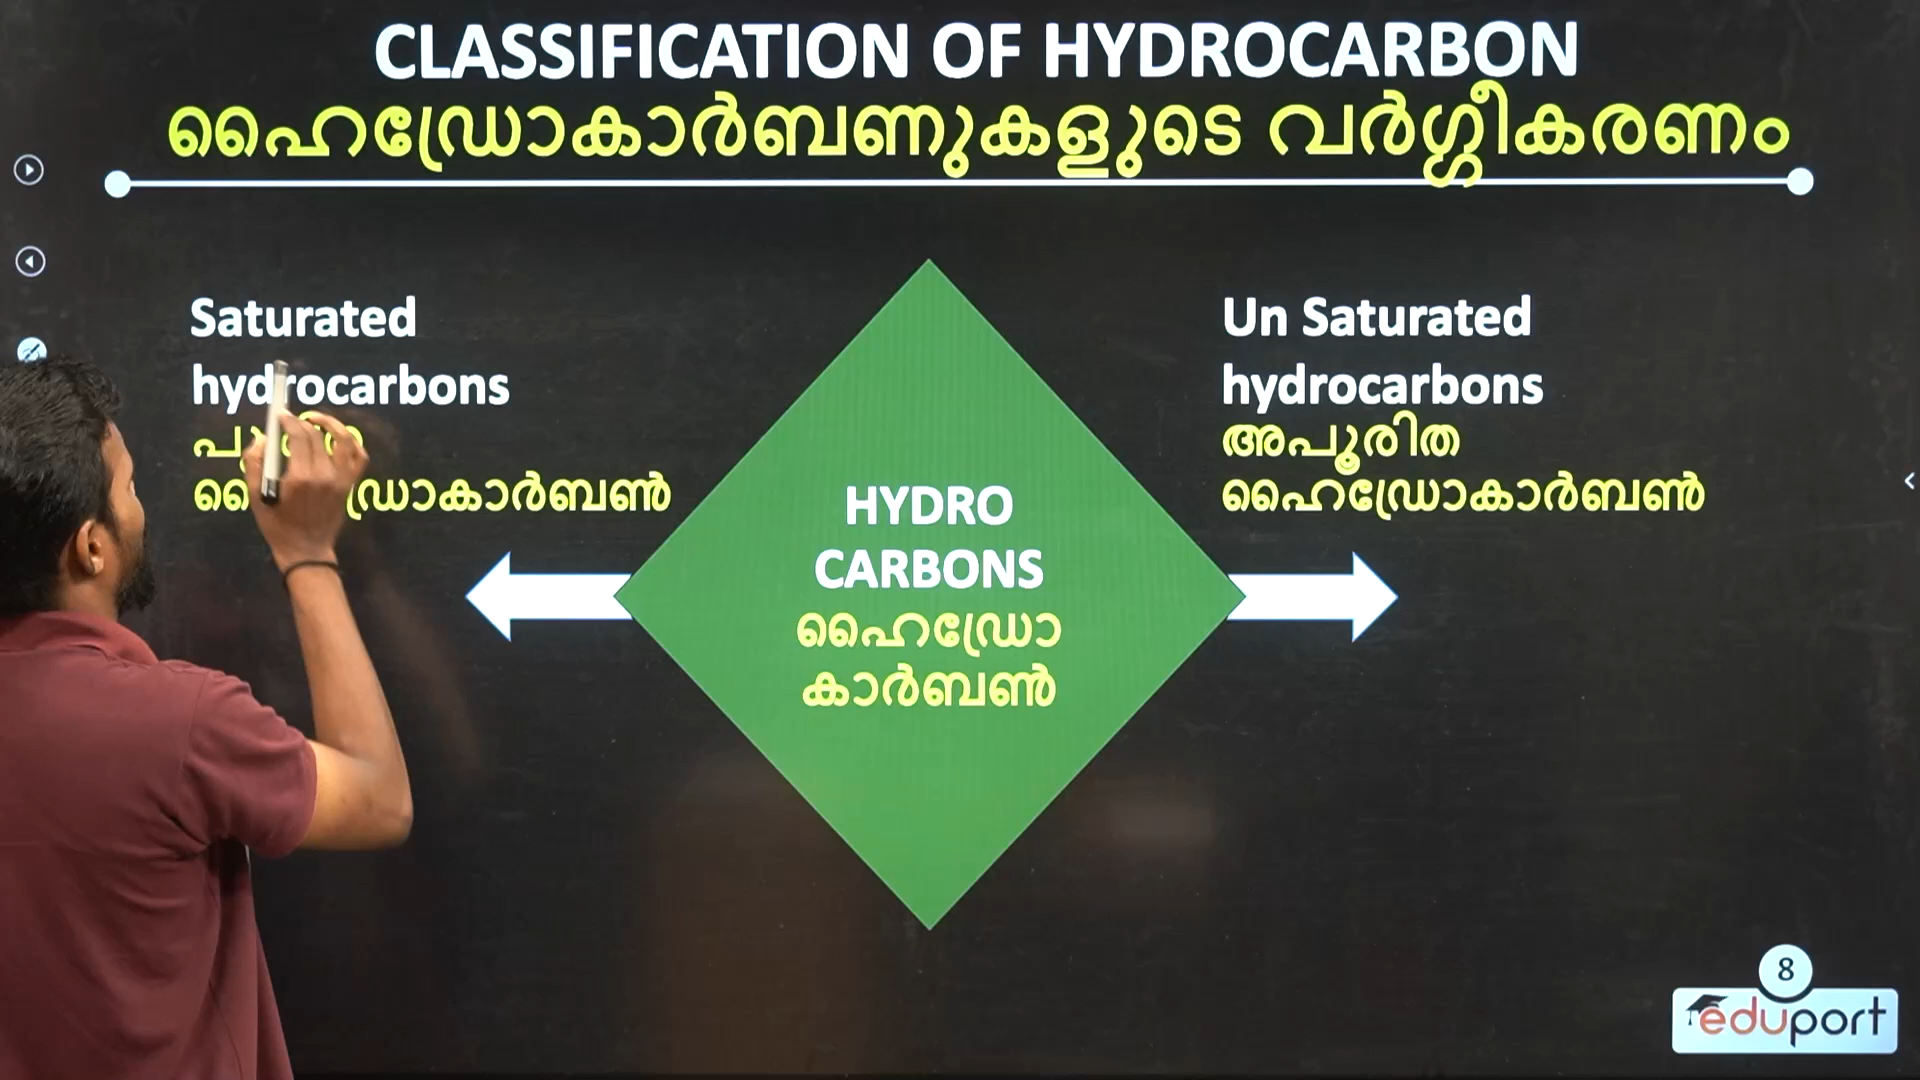 CLASSIFICATION OF HYDROCARBON
ഹൈഡ്രോകാർബണുകളുടെ വർഗ്ഗീകരണം
Saturated
hydrocarbons
ഹൈഡ്രോകാർബൺ
HYDRO
CARBONS
ഹൈഡ്രോ
കാർബൺ
Un Saturated
hydrocarbons
അപൂരിത
ഹൈഡ്രോകാർബൺ
8
eduport